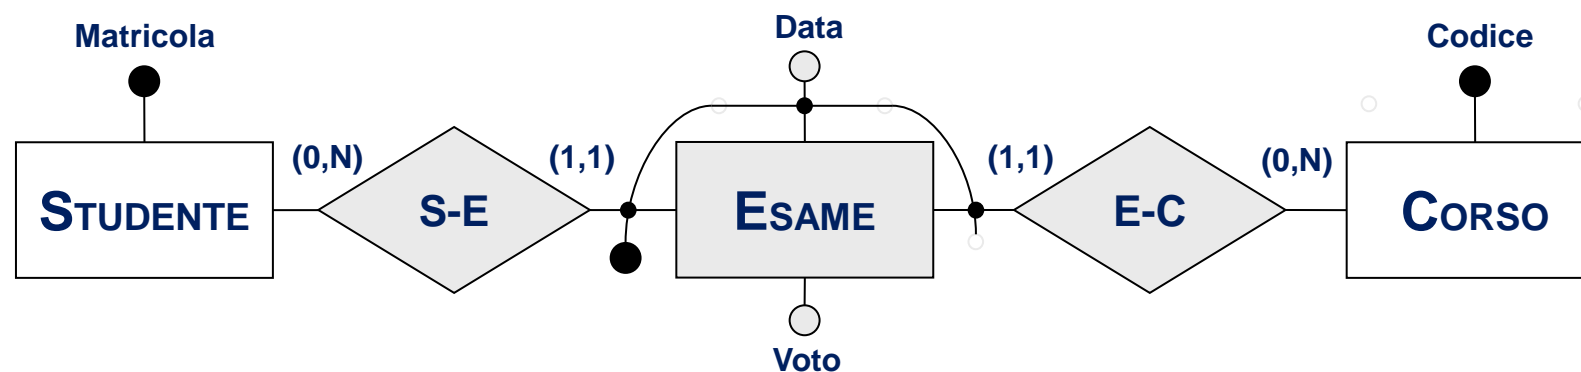 Matricola
Data
Codice
(0,N)
(1,1)
(1,1)
(0,N)
STUDENTE
S-E
ESAME
E-C
CORSO
Voto